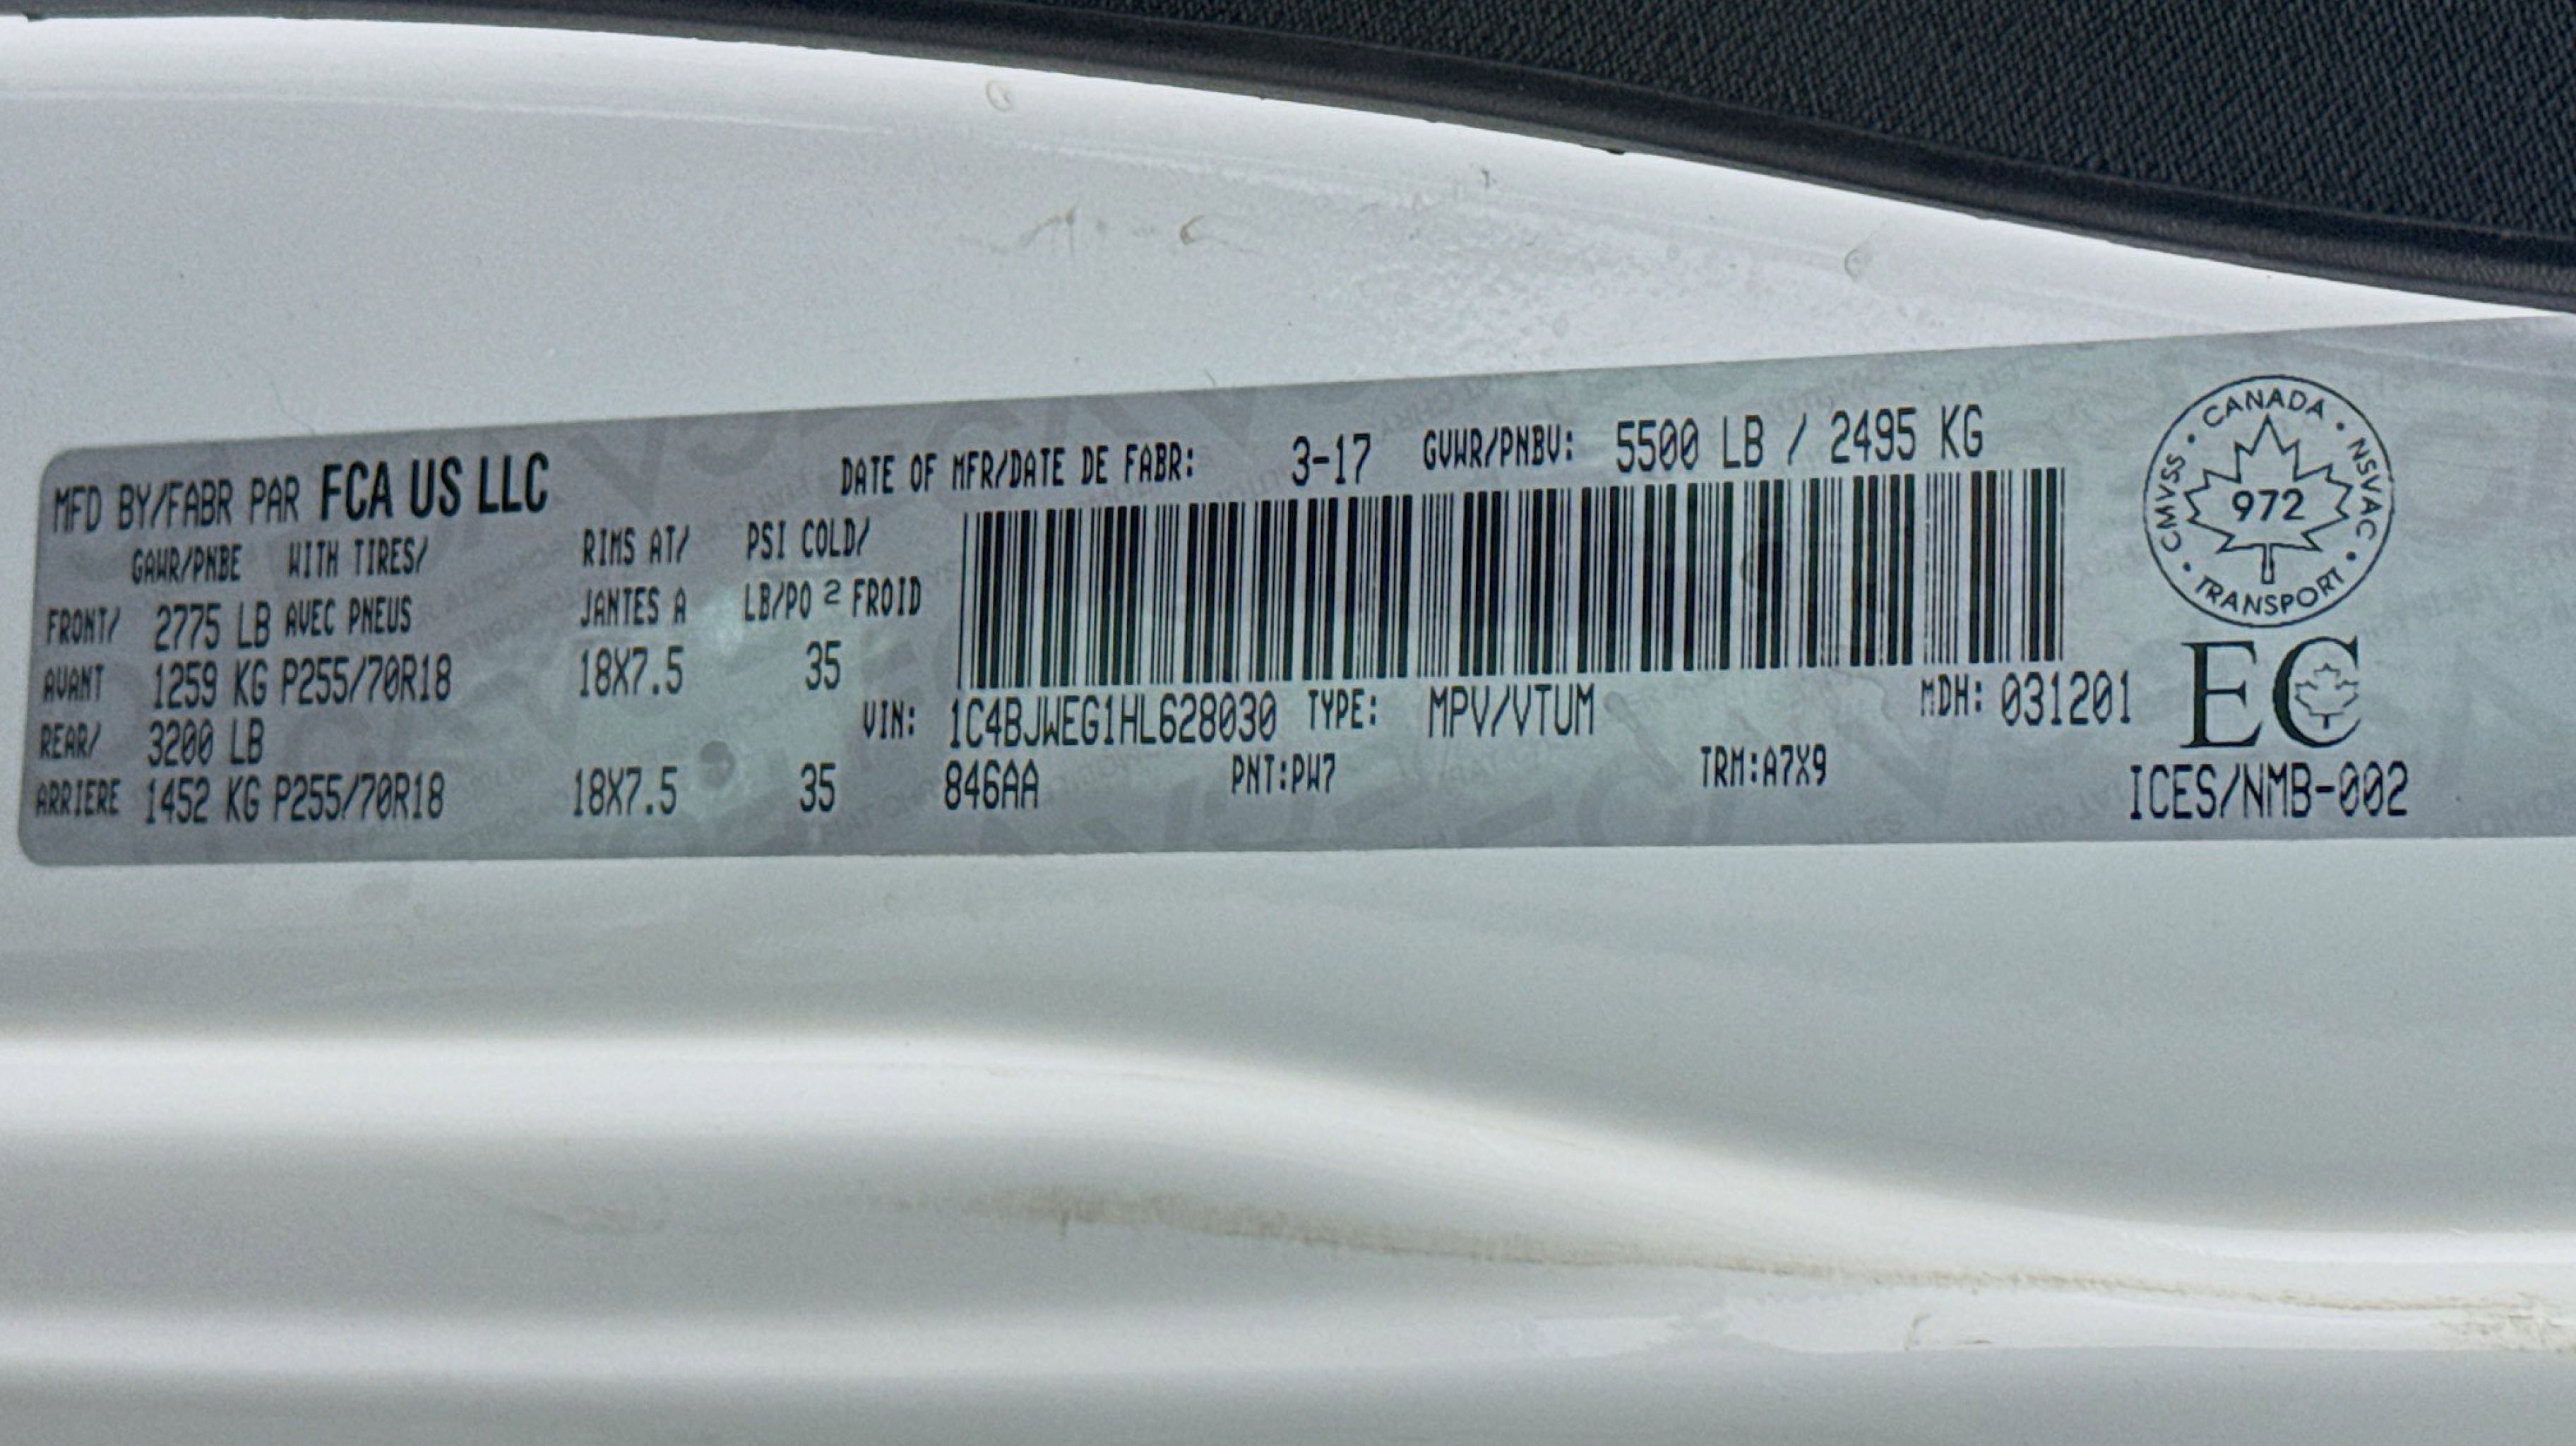 MFD BY/FABR PAR FCA US LLC
DATE OF MFR/DATE DE FABR: 3-17 GVWR/PNBV: 5500 LB / 2495 KG
GAWR/PNBE WITH TIRES/ RIMS AT/ PSI COLD/
FRONT/ 2775 LB AVEC PNEUS JANTES A LB/PO 2 FROID
AVANT 1259 KG P255/70R18 18X7.5 35
REAR/ 3200 LB
ARRIERE 1452 KG P255/70R18 18X7.5 35
VIN: 1C4BJWEG1HL628030 TYPE: MPV/VTUM MDH: 031201
846AA PNT:PW7 TRM:A7X9
CANADA • NSVAC • TRANSPORT • CMVSS •
972
EC
ICES/NMB-002